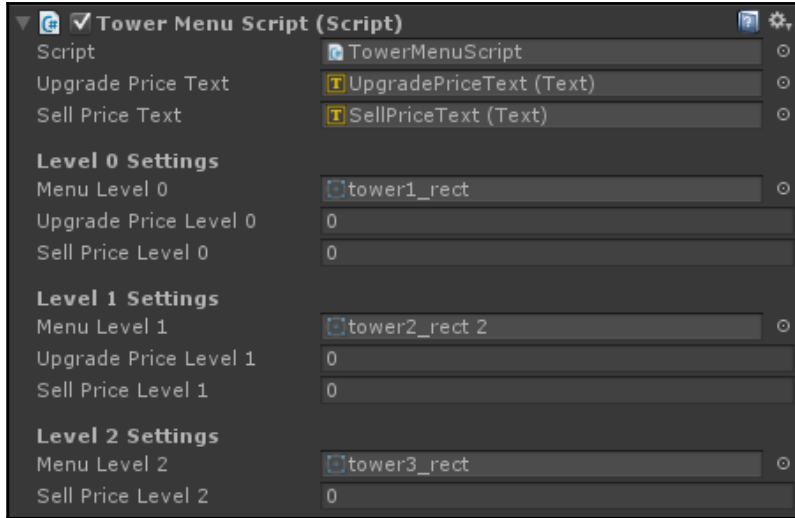 Tower Menu Script (Script)
Script TowerMenuScript
Upgrade Price Text UpgradePriceText (Text)
Sell Price Text SellPriceText (Text)
Level 0 Settings
Menu Level 0 tower1_rect
Upgrade Price Level 0 0
Sell Price Level 0 0
Level 1 Settings
Menu Level 1 tower2_rect 2
Upgrade Price Level 1 0
Sell Price Level 1 0
Level 2 Settings
Menu Level 2 tower3_rect
Sell Price Level 2 0